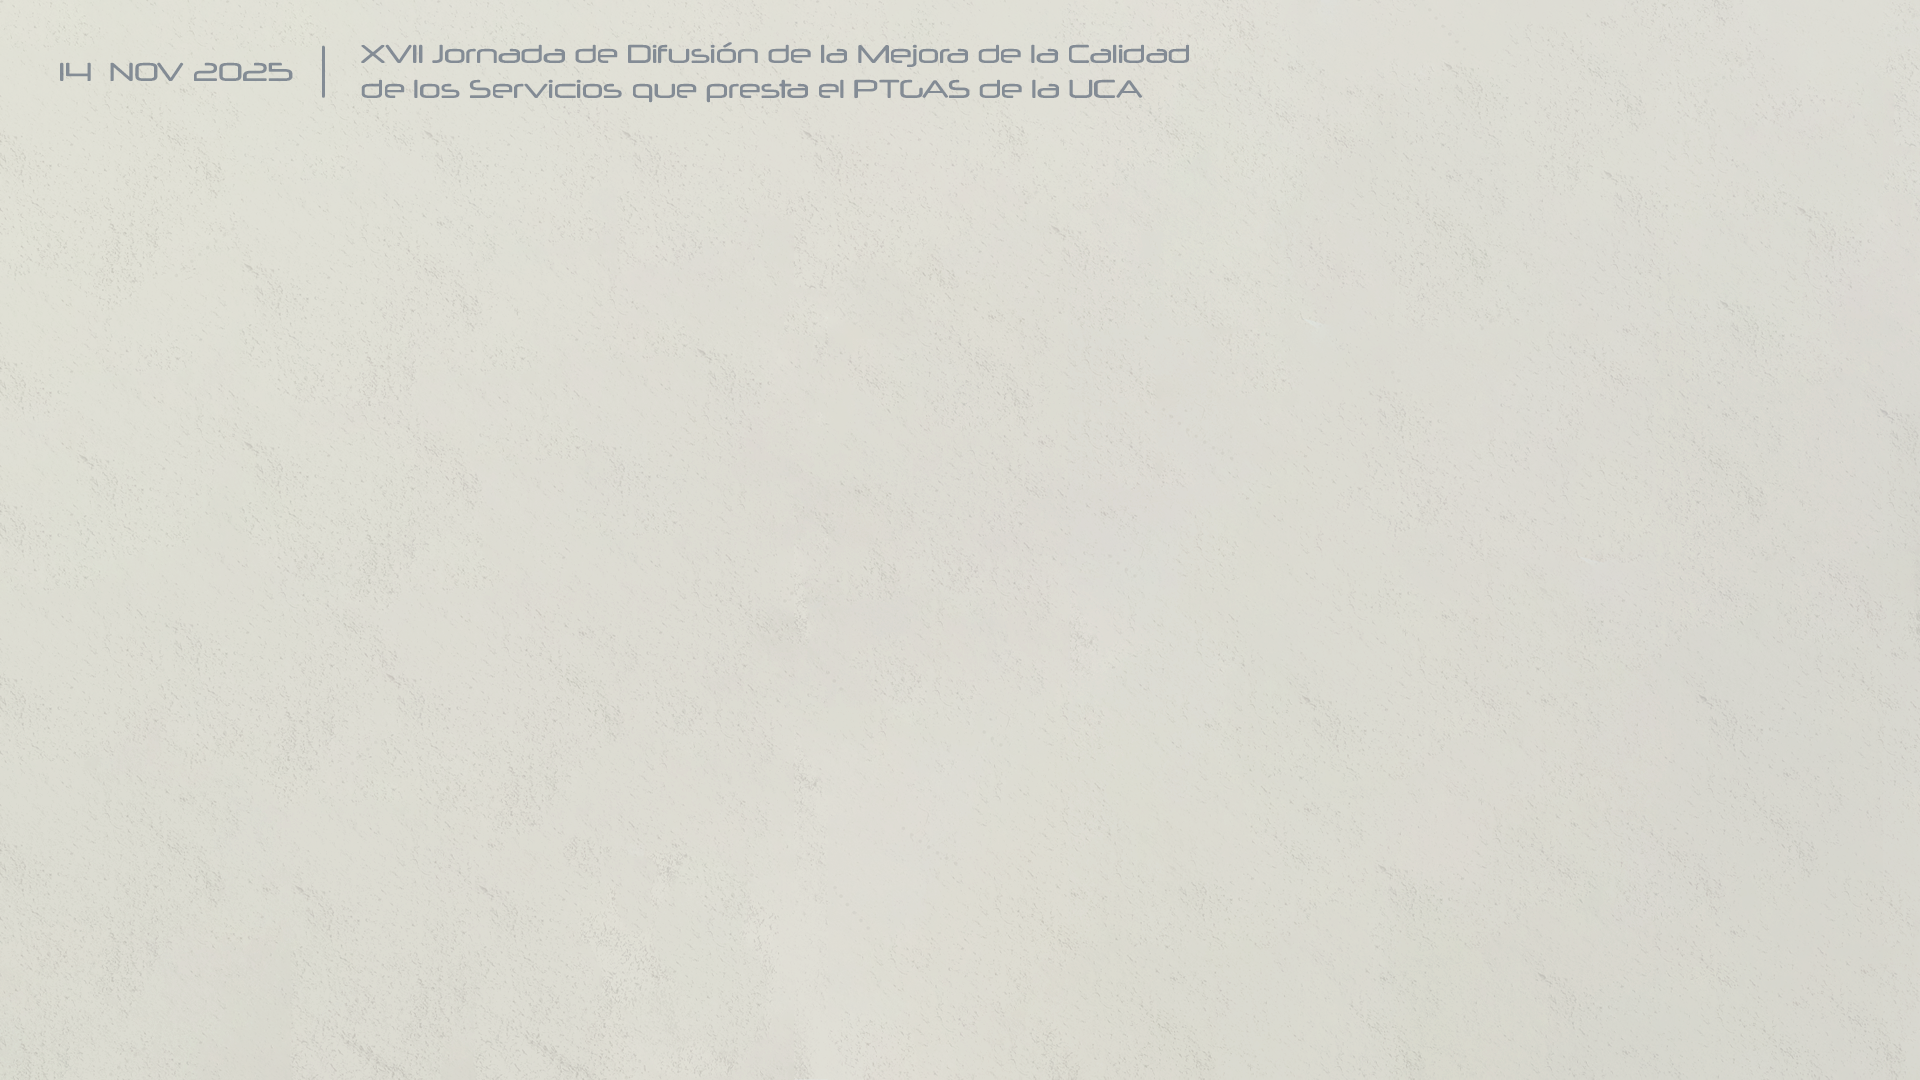 14 NOV 2025
XVII Jornada de Difusión de la Mejora de la Calidad
de los Servicios que presta el PTGAS de la UCA